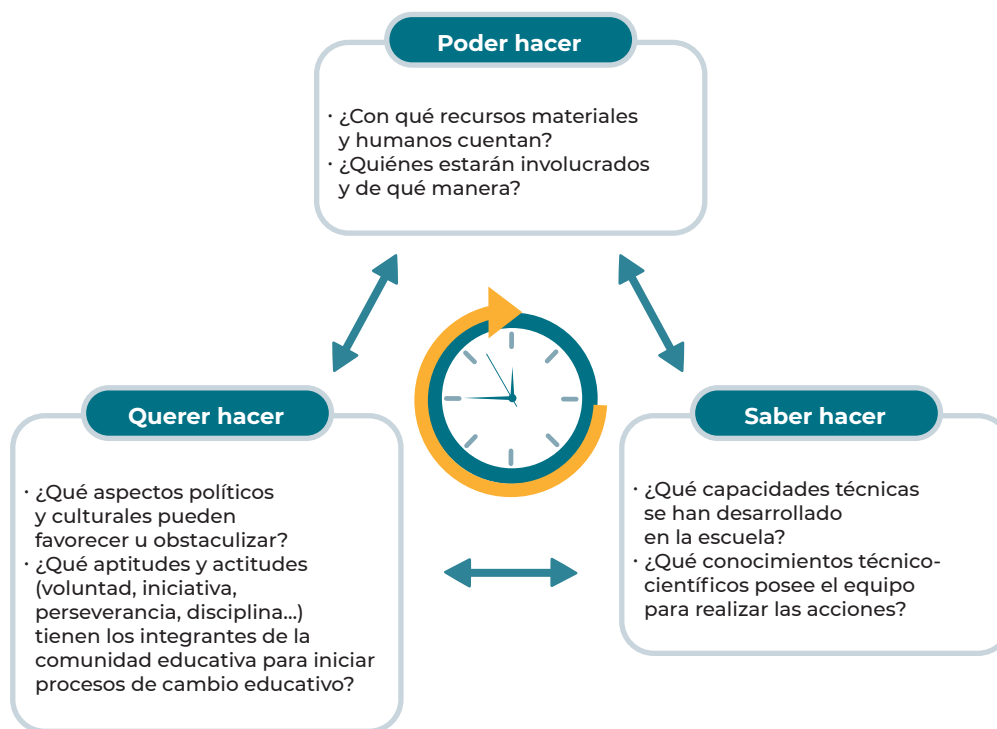 Poder hacer
· ¿Con qué recursos materiales
y humanos cuentan?
· ¿Quiénes estarán involucrados
y de qué manera?
Querer hacer
· ¿Qué aspectos políticos
y culturales pueden
favorecer u obstaculizar?
· ¿Qué aptitudes y actitudes
(voluntad, iniciativa,
perseverancia, disciplina...)
tienen los integrantes de la
comunidad educativa para iniciar
procesos de cambio educativo?
Saber hacer
· ¿Qué capacidades técnicas
se han desarrollado
en la escuela?
· ¿Qué conocimientos técnico-
científicos posee el equipo
para realizar las acciones?